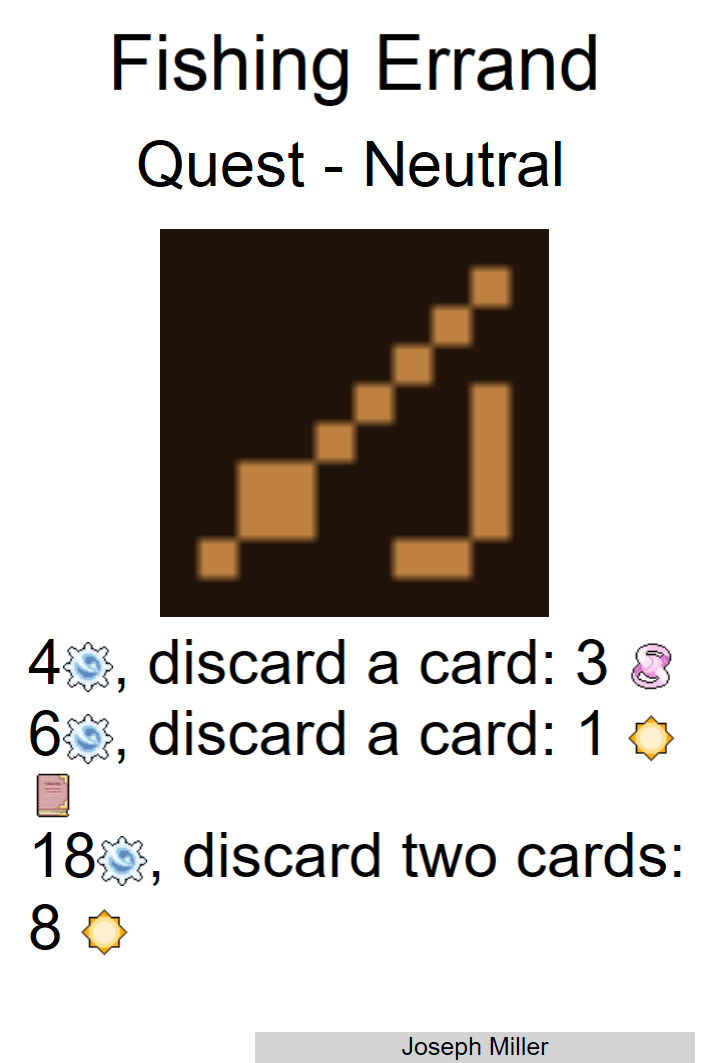 Fishing Errand
Quest - Neutral
4, discard a card: 3
6, discard a card: 1
18, discard two cards:
8
Joseph Miller